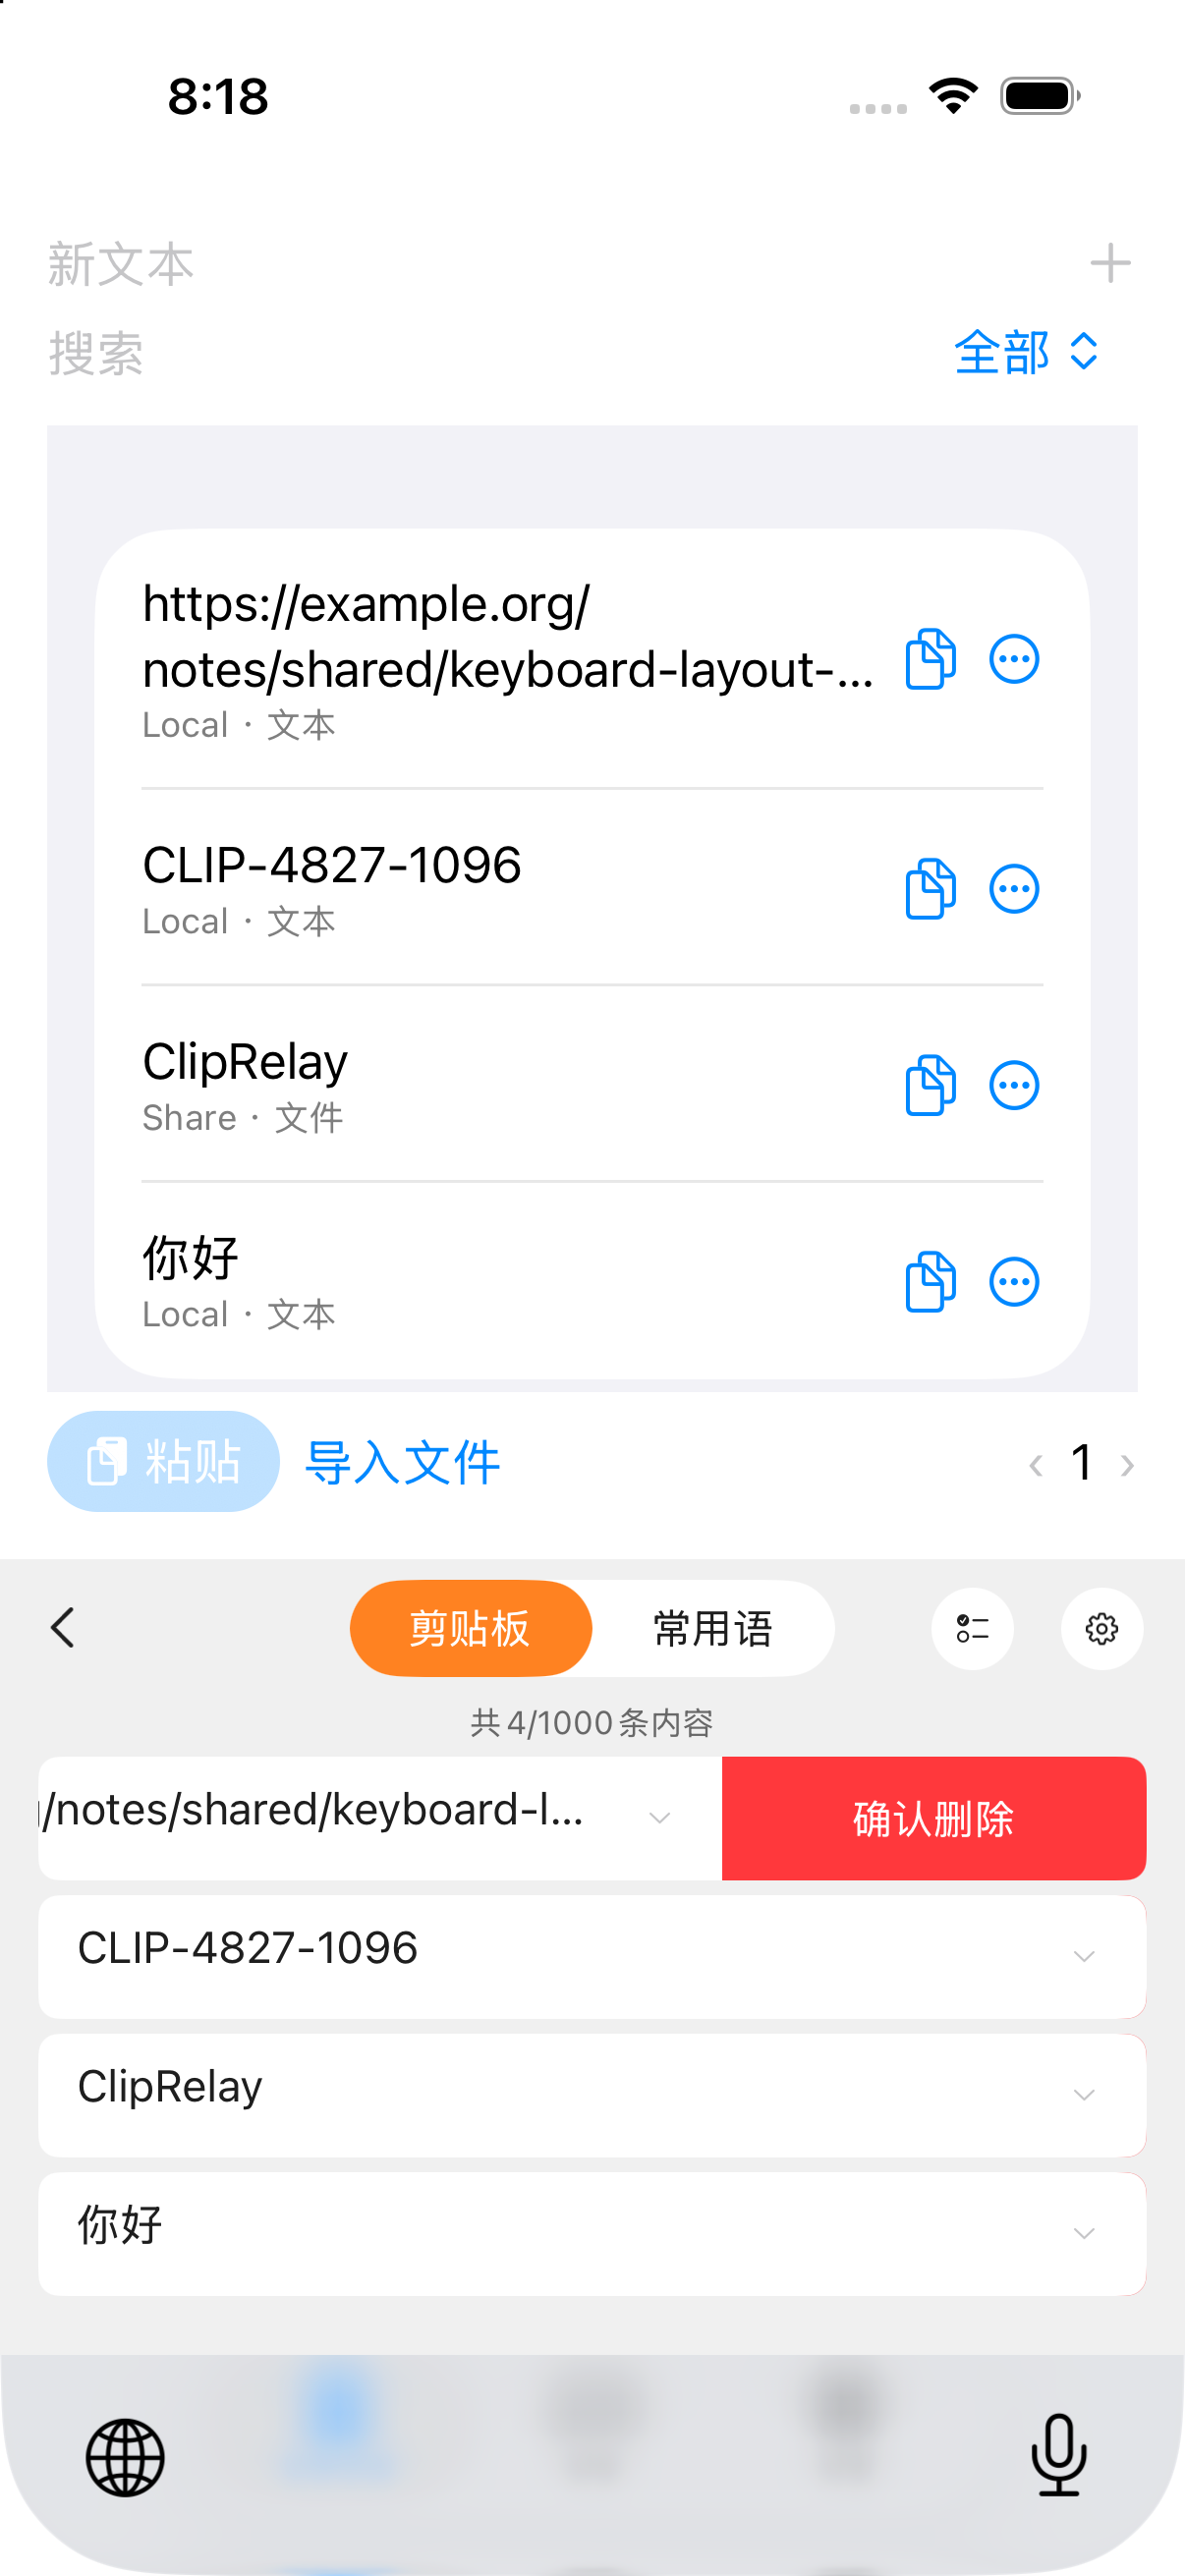 8:18
新文本
搜索
全部
https://example.org/
notes/shared/keyboard-layout-...
Local · 文本
CLIP-4827-1096
Local · 文本
ClipRelay
Share · 文件
你好
Local · 文本
粘贴
导入文件
‹ 1 ›
剪贴板
常用语
共 4/1000 条内容
/notes/shared/keyboard-l...
确认删除
CLIP-4827-1096
ClipRelay
你好